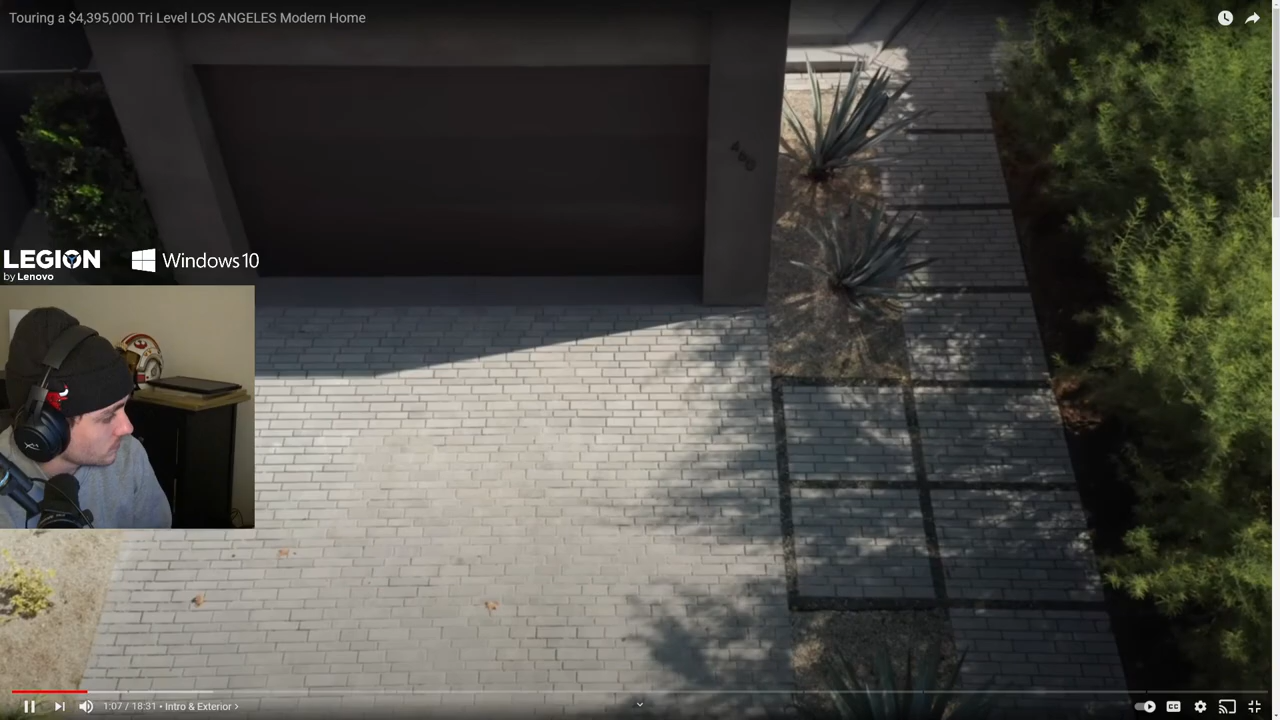 Touring a $4,395,000 Tri Level LOS ANGELES Modern Home
LEGION
by Lenovo
Windows10
1:07 / 18:31 • Intro & Exterior >
CC